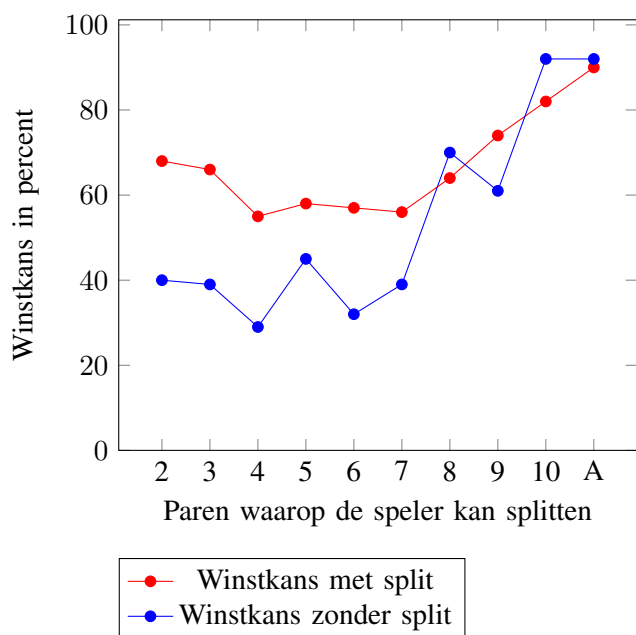 100
80
60
40
20
0
Winstkans in percent
2 3 4 5 6 7 8 9 10 A
Paren waarop de speler kan splitten
Winstkans met split
Winstkans zonder split